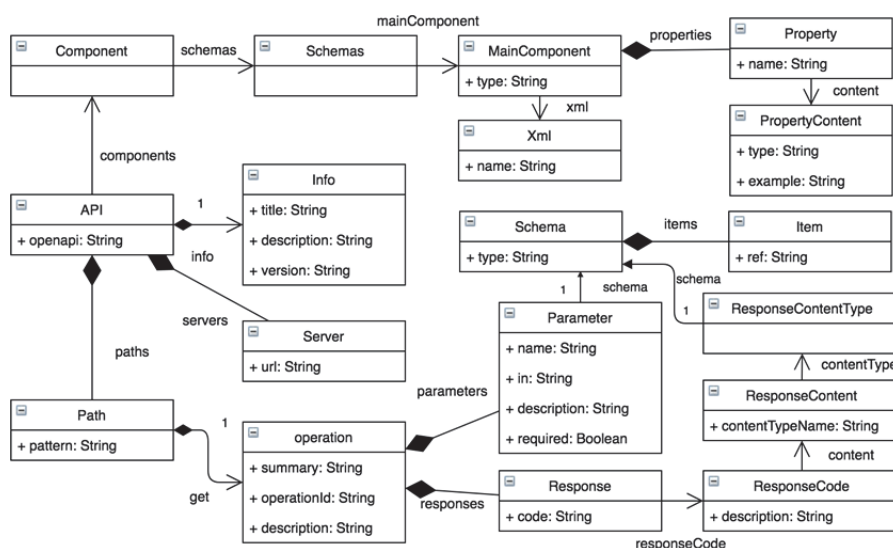 mainComponent
Component
schemas
Schemas
MainComponent
+ type: String
properties
Property
+ name: String
content
xml
Xml
+ name: String
PropertyContent
+ type: String
+ example: String
components
API
+ openapi: String
1
info
Info
+ title: String
+ description: String
+ version: String
Schema
+ type: String
items
Item
+ ref: String
servers
Server
+ url: String
1
schema
schema
1
ResponseContentType
Parameter
+ name: String
+ in: String
+ description: String
+ required: Boolean
paths
parameters
contentType
ResponseContent
+ contentTypeName: String
Path
+ pattern: String
1
get
operation
+ summary: String
+ operationId: String
+ description: String
responses
Response
+ code: String
responseCode
content
ResponseCode
+ description: String